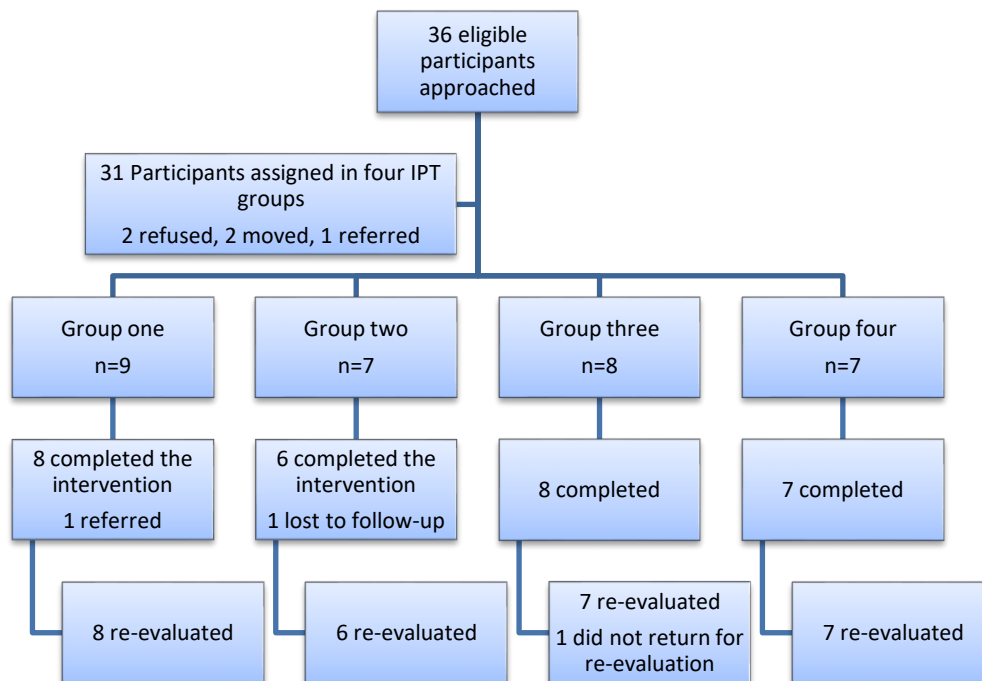 36 eligible
participants
approached
31 Participants assigned in four IPT
groups
2 refused, 2 moved, 1 referred
Group one
n=9
Group two
n=7
Group three
n=8
Group four
n=7
8 completed the
intervention
1 referred
6 completed the
intervention
1 lost to follow-up
8 completed
7 completed
8 re-evaluated
6 re-evaluated
7 re-evaluated
1 did not return for
re-evaluation
7 re-evaluated